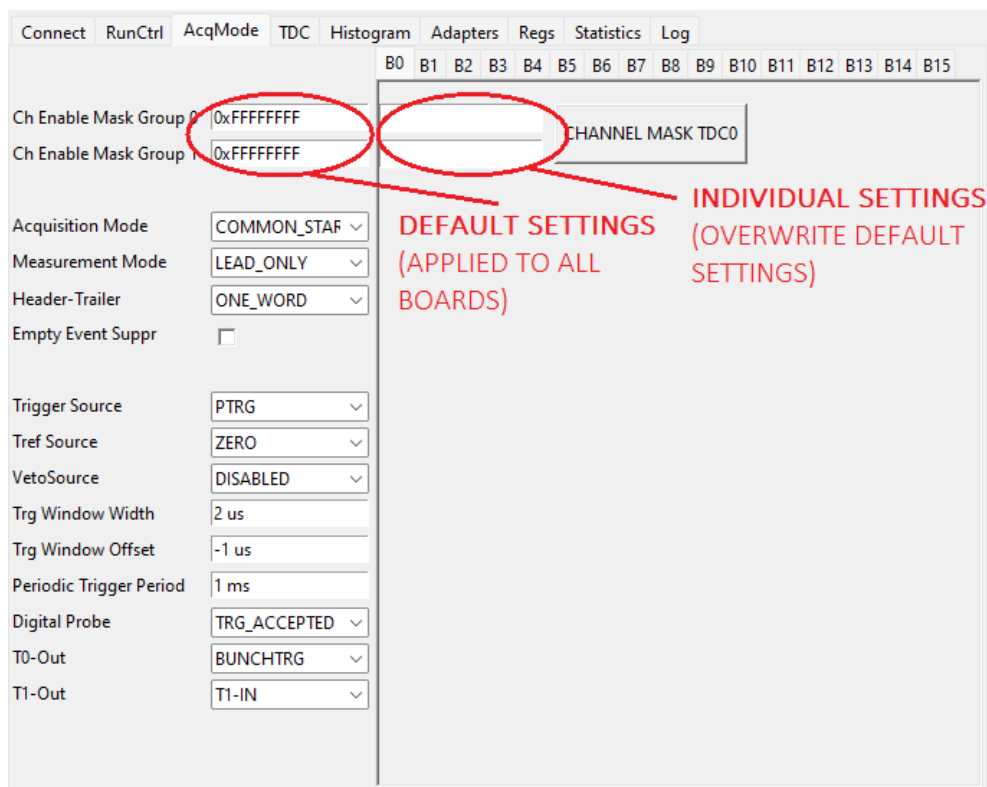 Connect RunCtrl AcqMode TDC Histogram Adapters Regs Statistics Log
B0 B1 B2 B3 B4 B5 B6 B7 B8 B9 B10 B11 B12 B13 B14 B15
Ch Enable Mask Group 0 0xFFFFFFFF
CHANNEL MASK TDC0
Ch Enable Mask Group 1 0xFFFFFFFF
INDIVIDUAL SETTINGS
(OVERWRITE DEFAULT
SETTINGS)
DEFAULT SETTINGS
(APPLIED TO ALL
BOARDS)
Acquisition Mode COMMON_STAR
Measurement Mode LEAD_ONLY
Header-Trailer ONE_WORD
Empty Event Suppr
Trigger Source PTRG
Tref Source ZERO
VetoSource DISABLED
Trg Window Width 2 us
Trg Window Offset -1 us
Periodic Trigger Period 1 ms
Digital Probe TRG_ACCEPTED
T0-Out BUNCHTRG
T1-Out T1-IN